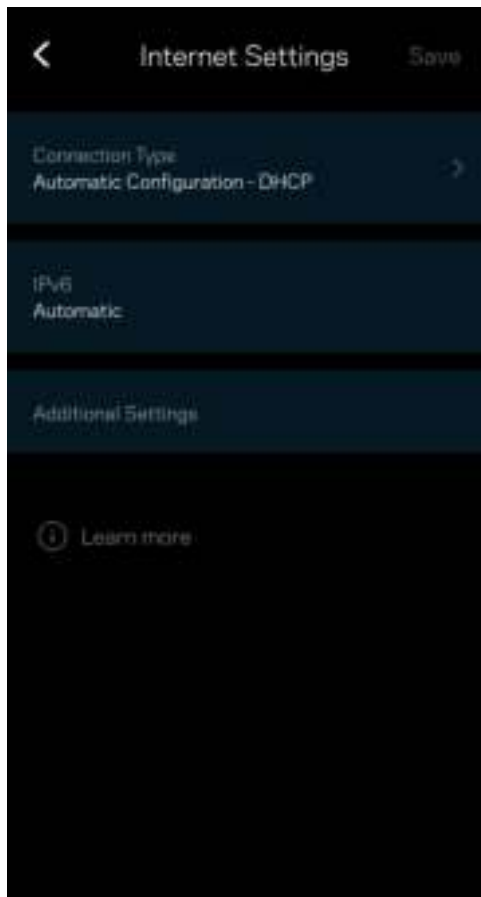 Internet Settings
Save
Connection Type
Automatic Configuration - DHCP
IPv6
Automatic
Additional Settings
Learn more